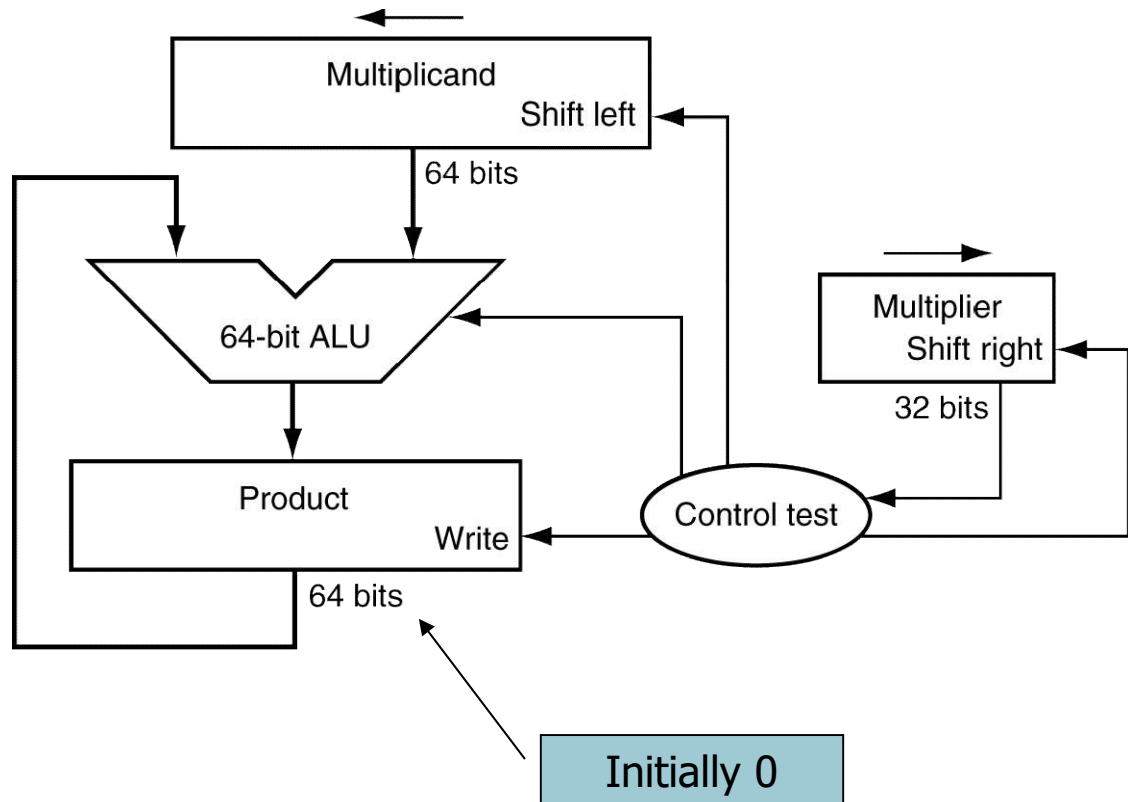 Multiplicand
Shift left
64 bits
64-bit ALU
Multiplier
Shift right
32 bits
Control test
Product
Write
64 bits
Initially 0